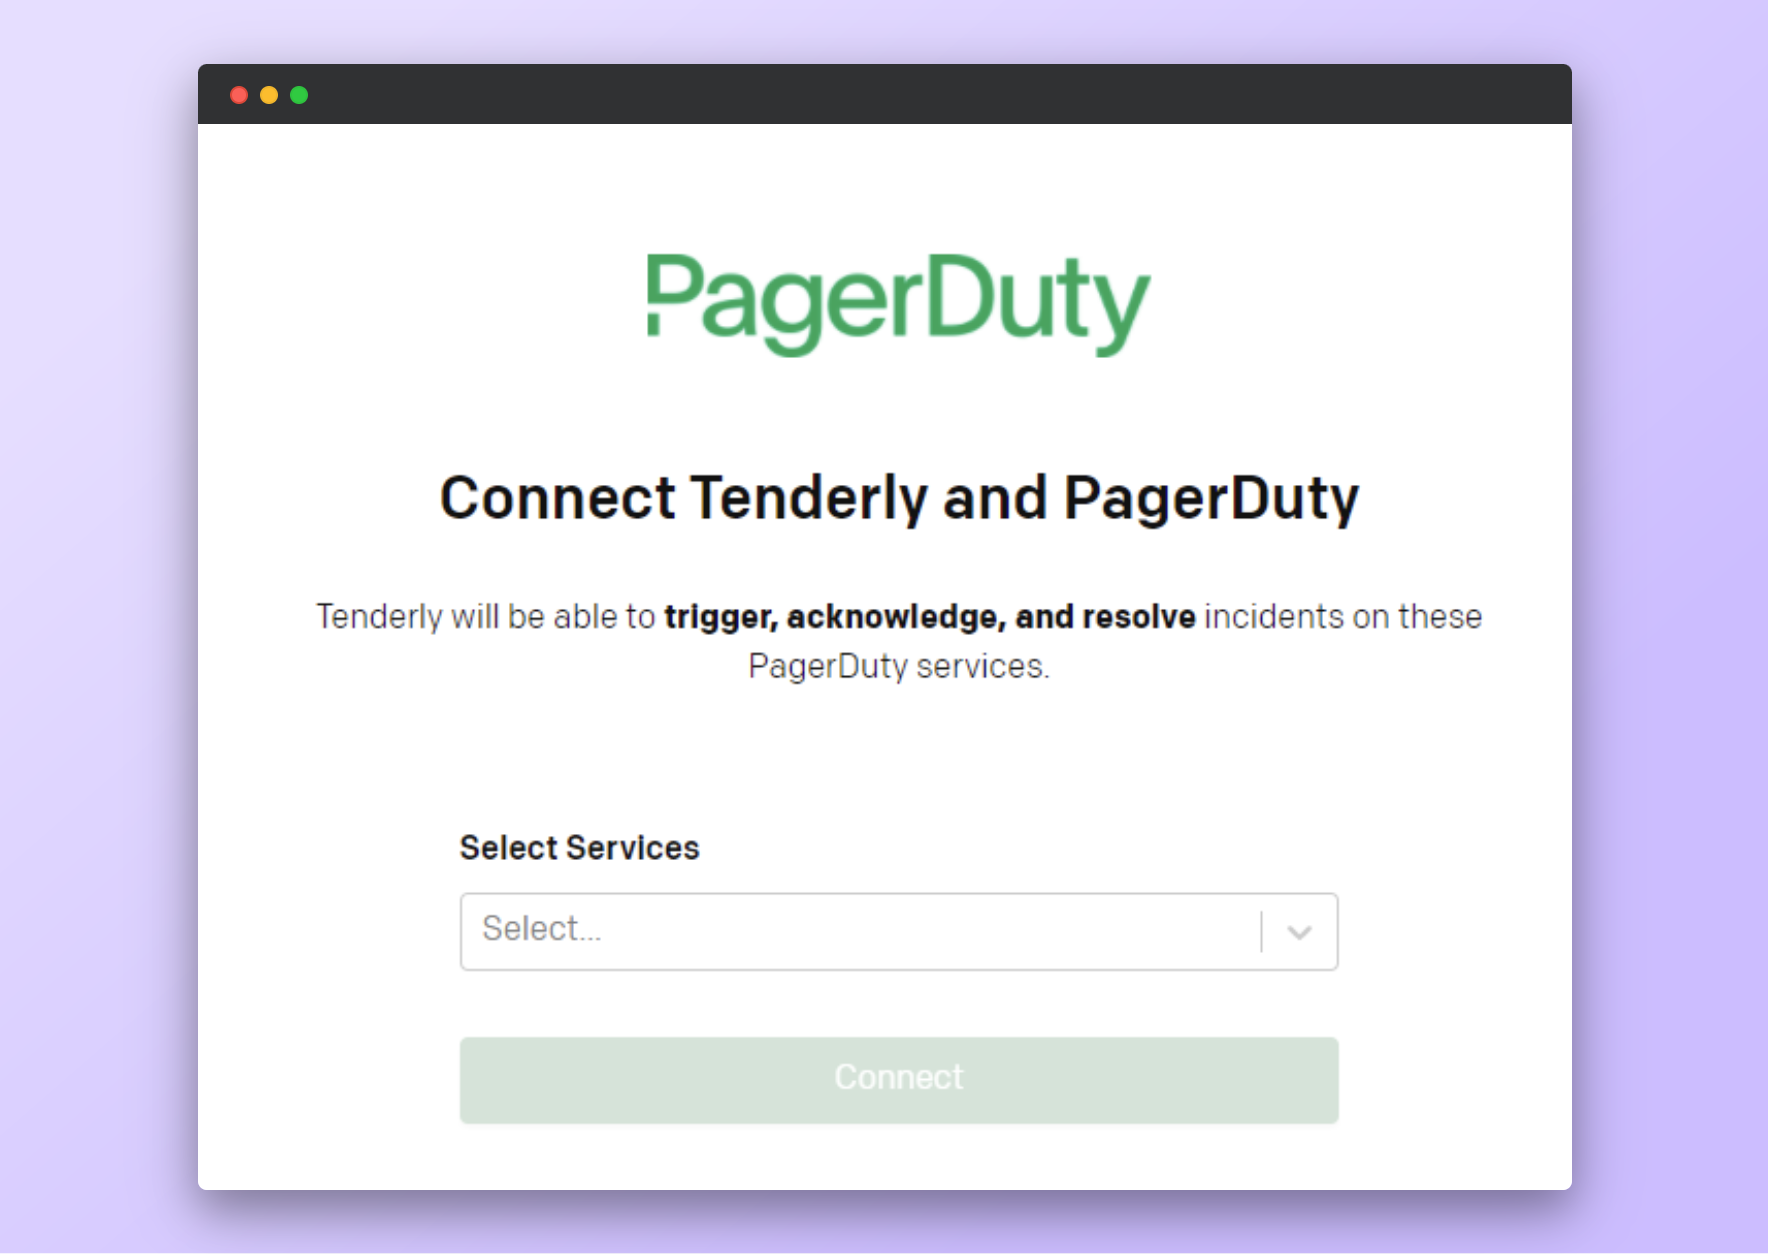 PagerDuty
Connect Tenderly and PagerDuty
Tenderly will be able to trigger, acknowledge, and resolve incidents on these
PagerDuty services.
Select Services
Select...
Connect